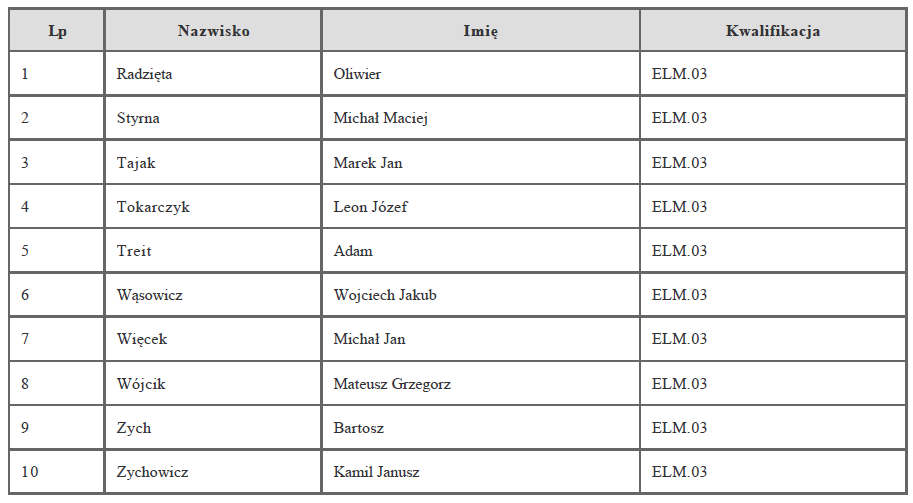 Lp Nazwisko Imię Kwalifikacja
1 Radzięta Oliwier ELM.03
2 Styrna Michał Maciej ELM.03
3 Tajak Marek Jan ELM.03
4 Tokarczyk Leon Józef ELM.03
5 Treit Adam ELM.03
6 Wąsowicz Wojciech Jakub ELM.03
7 Więcek Michał Jan ELM.03
8 Wójcik Mateusz Grzegorz ELM.03
9 Zych Bartosz ELM.03
10 Zychowicz Kamil Janusz ELM.03